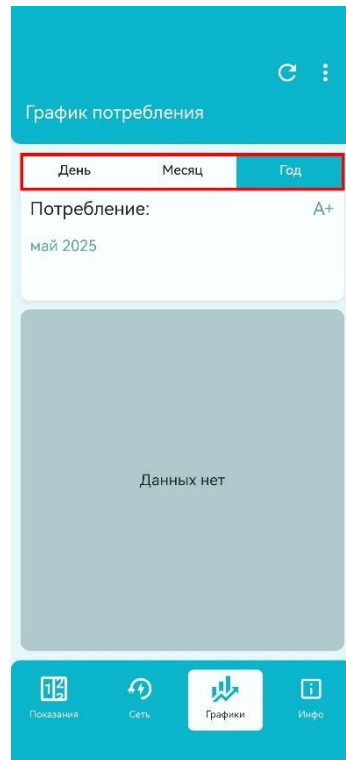 График потребления
День Месяц Год
Потребление: A+
май 2025
Данных нет
Показания Сеть Графики Инфо